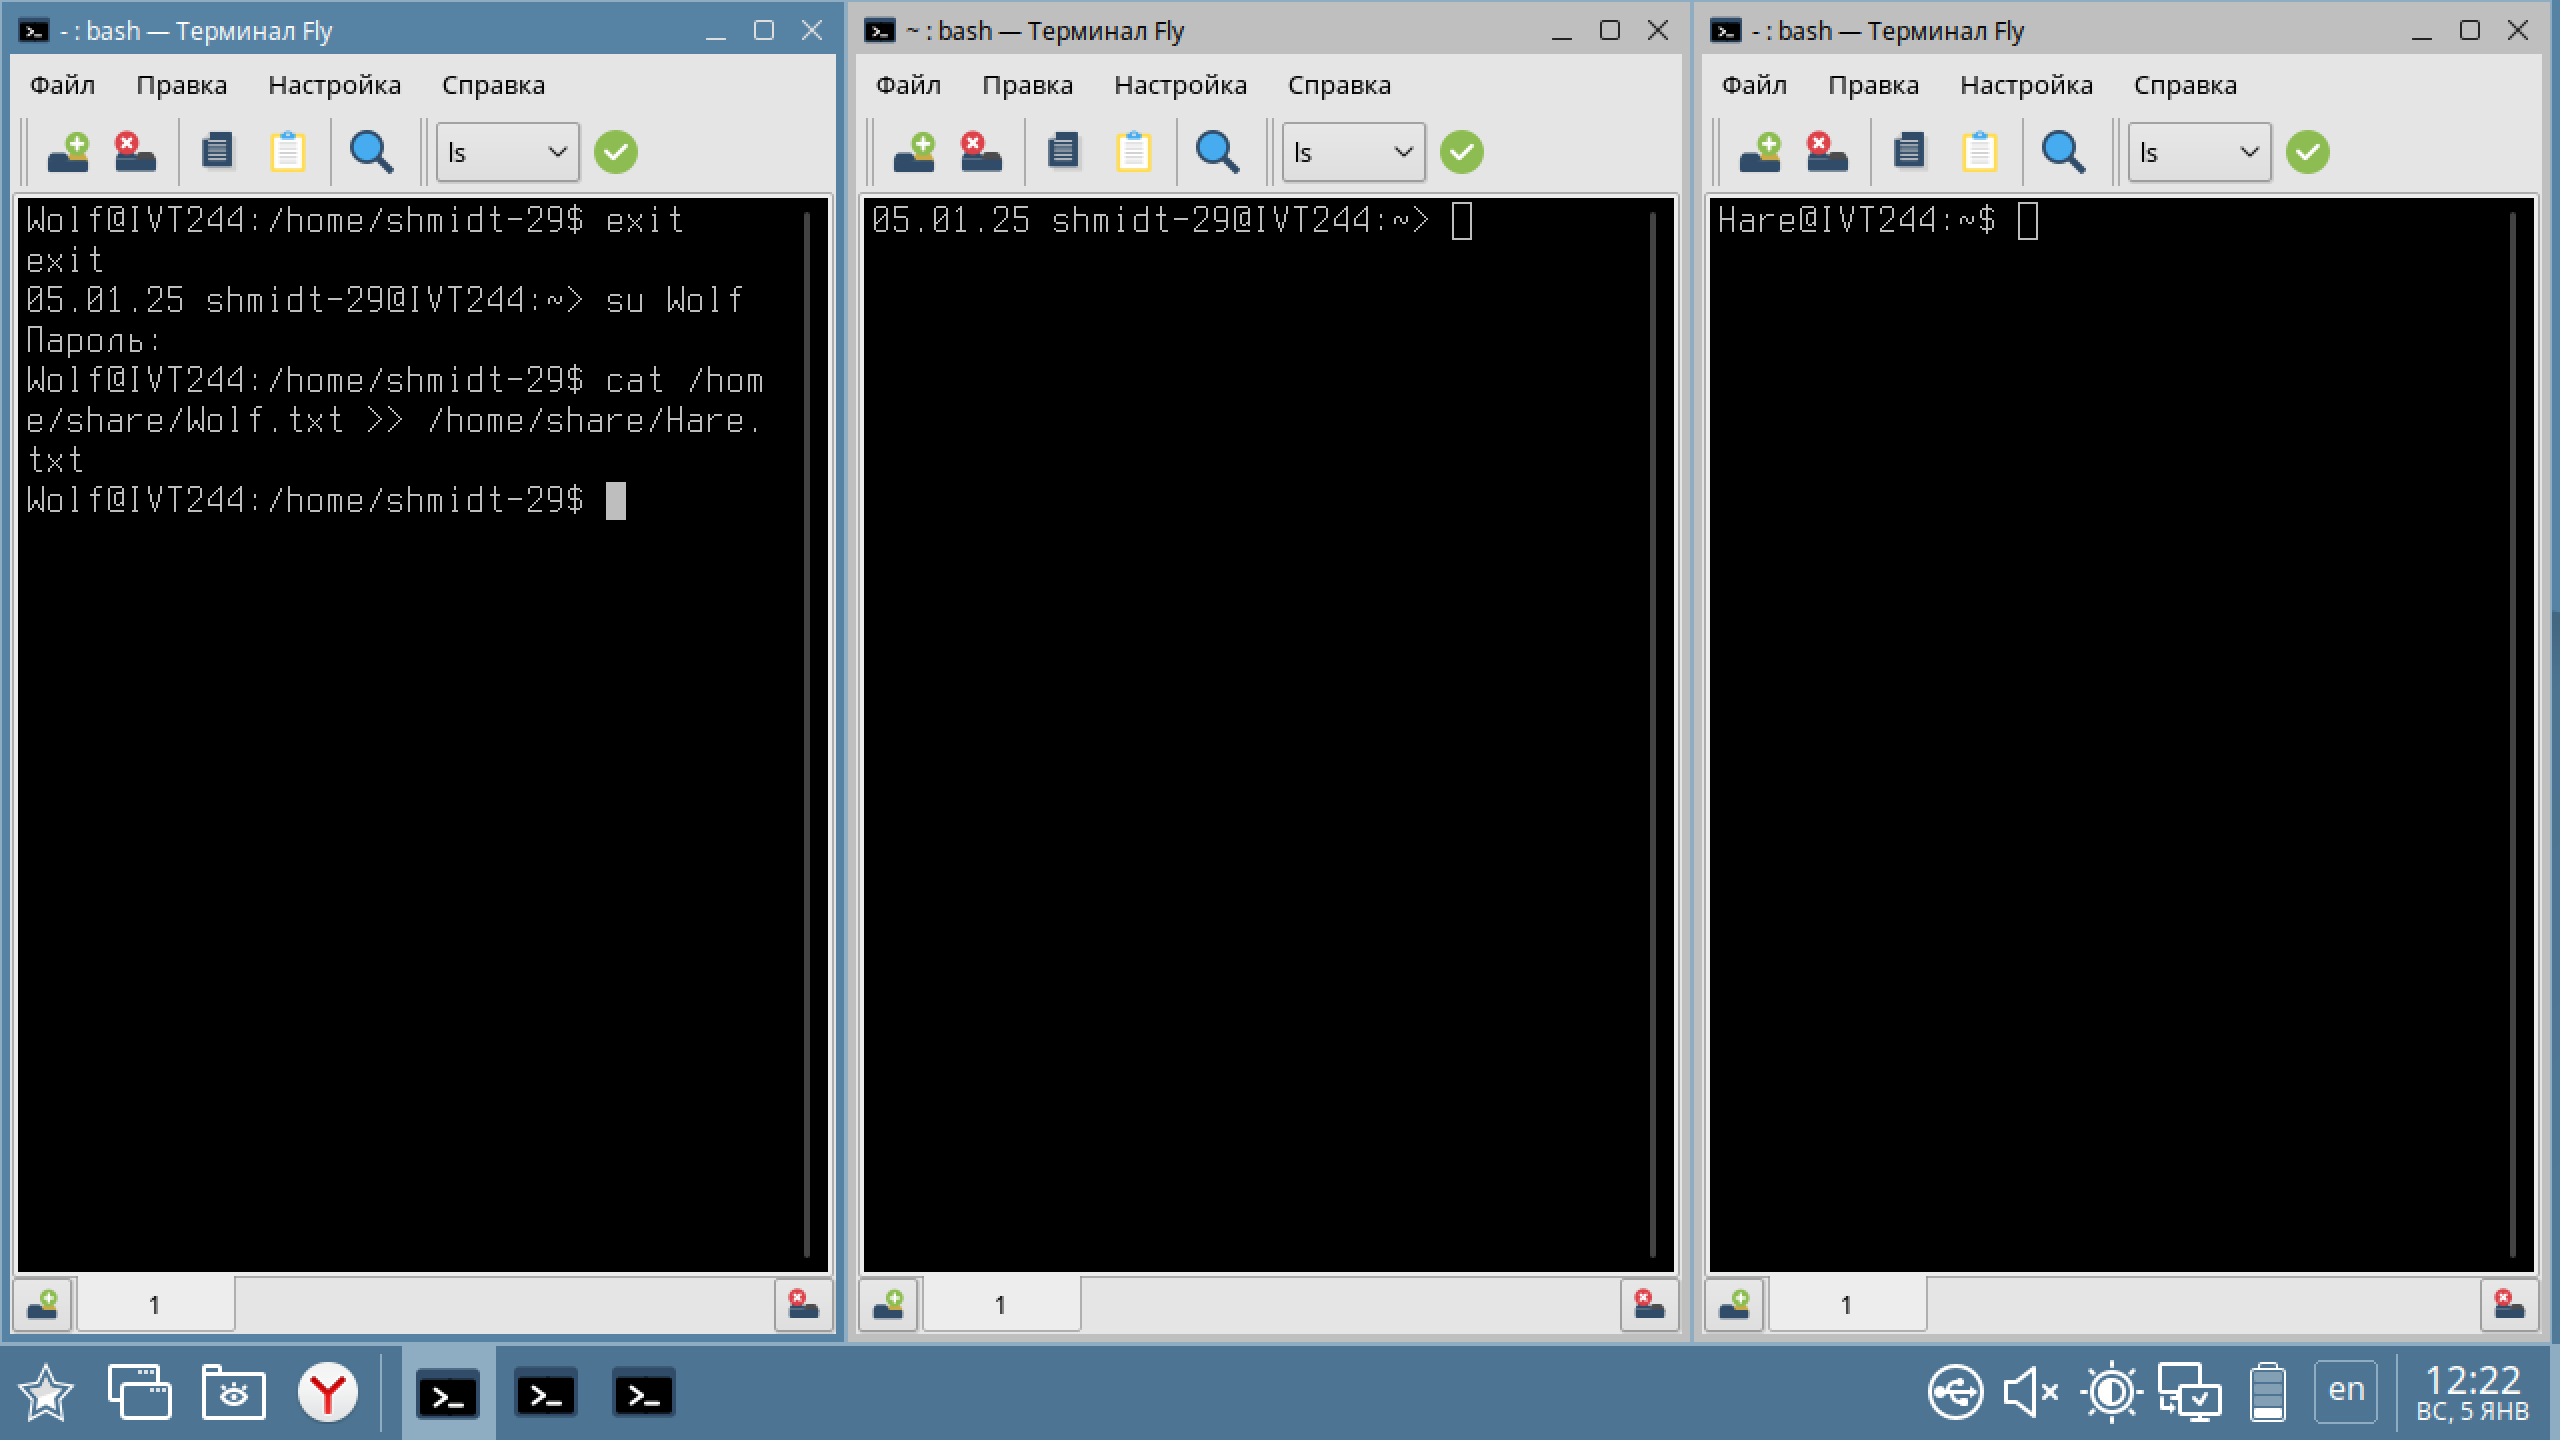 - : bash — Терминал Fly
Файл Правка Настройка Справка
ls
Wolf@IVT244:/home/shmidt-29$ exit
exit
05.01.25 shmidt-29@IVT244:~> su Wolf
Пароль:
Wolf@IVT244:/home/shmidt-29$ cat /hom
e/share/Wolf.txt >> /home/share/Hare.
txt
Wolf@IVT244:/home/shmidt-29$
1
~ : bash — Терминал Fly
Файл Правка Настройка Справка
ls
05.01.25 shmidt-29@IVT244:~>
1
- : bash — Терминал Fly
Файл Правка Настройка Справка
ls
Hare@IVT244:~$
1
en
12:22
ВС, 5 ЯНВ